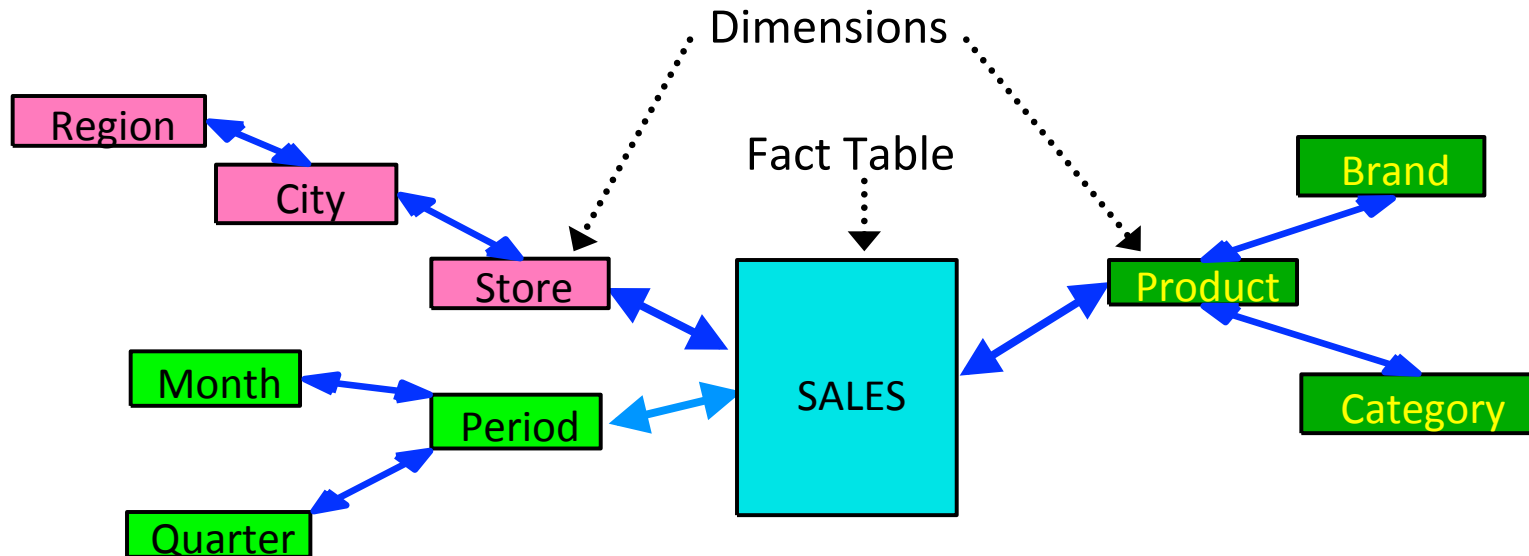 Dimensions
Region
Fact Table
Brand
City
Store
Product
Month
SALES
Period
Category
Quarter